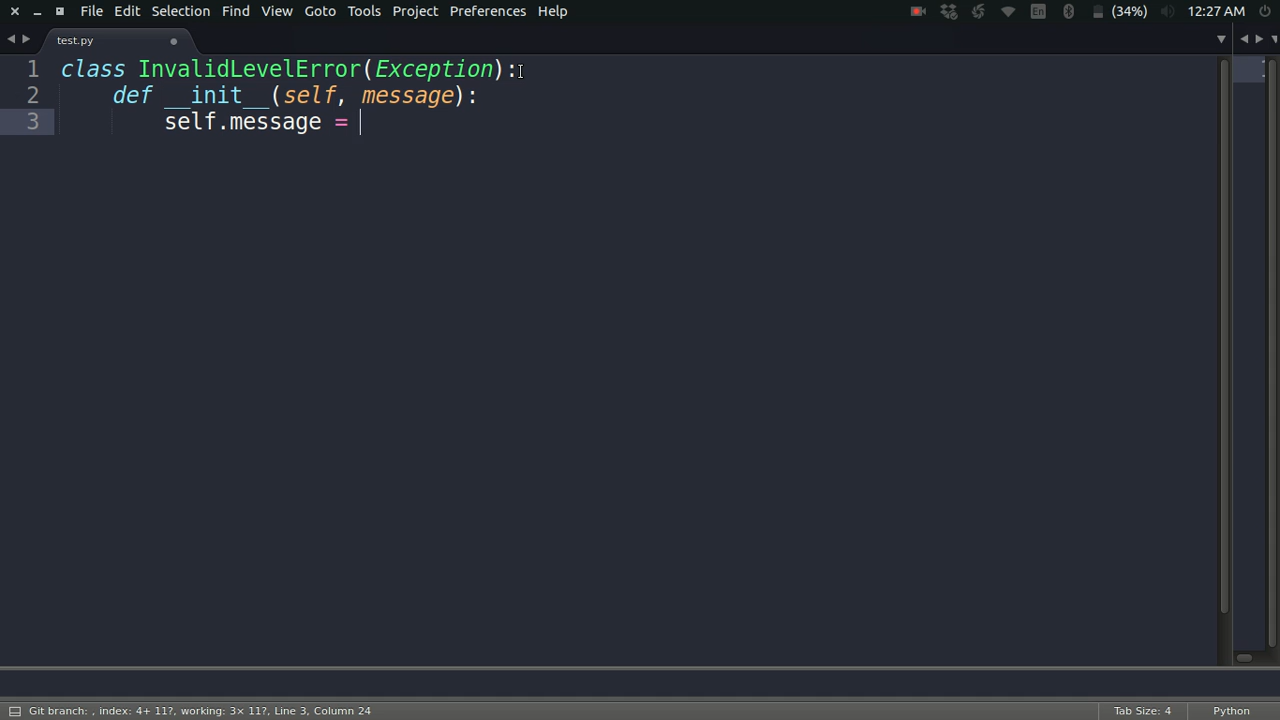 File Edit Selection Find View Goto Tools Project Preferences Help En (34%) 12:27 AM
test.py
1 class InvalidLevelError(Exception):
2 def __init__(self, message):
3 self.message =
Git branch: , index: 4+ 11?, working: 3× 11?, Line 3, Column 24 Tab Size: 4 Python